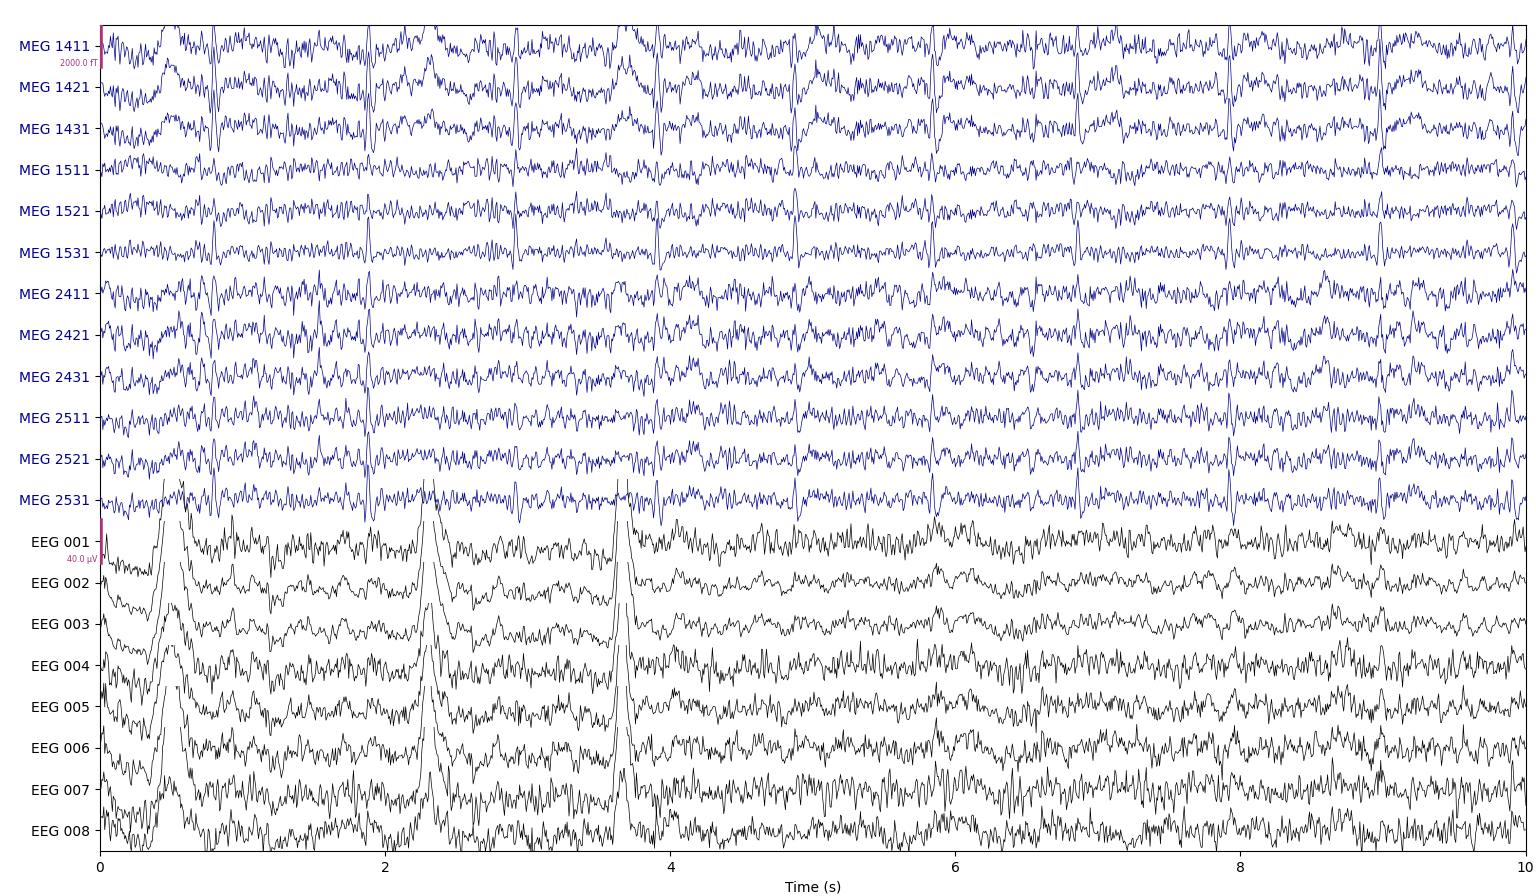 MEG 1411
2000.0 fT
MEG 1421
MEG 1431
MEG 1511
MEG 1521
MEG 1531
MEG 2411
MEG 2421
MEG 2431
MEG 2511
MEG 2521
MEG 2531
EEG 001
40.0 µV
EEG 002
EEG 003
EEG 004
EEG 005
EEG 006
EEG 007
EEG 008
0 2 4 6 8 10
Time (s)